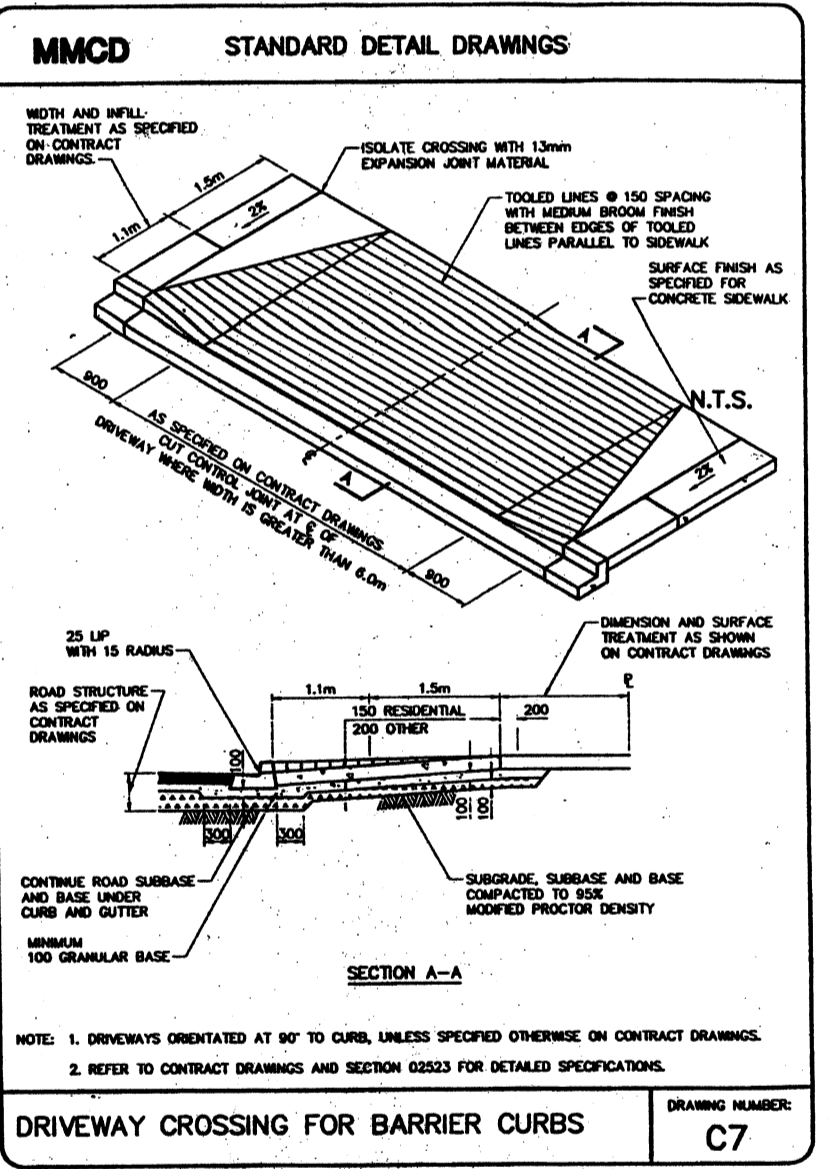 MMCD STANDARD DETAIL DRAWINGS
WIDTH AND INFILL
TREATMENT AS SPECIFIED
ON CONTRACT
DRAWINGS.
ISOLATE CROSSING WITH 13mm
EXPANSION JOINT MATERIAL
1.5m
1.1m
2%
TOOLED LINES @ 150 SPACING
WITH MEDIUM BROOM FINISH
BETWEEN EDGES OF TOOLED
LINES PARALLEL TO SIDEWALK
SURFACE FINISH AS
SPECIFIED FOR
CONCRETE SIDEWALK
A
N.T.S.
2%
900
AS SPECIFIED ON CONTRACT DRAWINGS
CUT CONTROL JOINT AT ℄ OF
DRIVEWAY WHERE WIDTH IS GREATER THAN 6.0m
℄
A
900
25 LIP
WITH 15 RADIUS
DIMENSION AND SURFACE
TREATMENT AS SHOWN
ON CONTRACT DRAWINGS
ROAD STRUCTURE
AS SPECIFIED ON
CONTRACT
DRAWINGS
1.1m 1.5m
150 RESIDENTIAL 200
200 OTHER
100
100 100
300 300
CONTINUE ROAD SUBBASE
AND BASE UNDER
CURB AND GUTTER
SUBGRADE, SUBBASE AND BASE
COMPACTED TO 95%
MODIFIED PROCTOR DENSITY
MINIMUM
100 GRANULAR BASE
SECTION A-A
NOTE: 1. DRIVEWAYS ORIENTATED AT 90° TO CURB, UNLESS SPECIFIED OTHERWISE ON CONTRACT DRAWINGS.
2. REFER TO CONTRACT DRAWINGS AND SECTION 02523 FOR DETAILED SPECIFICATIONS.
DRIVEWAY CROSSING FOR BARRIER CURBS
DRAWING NUMBER:
C7